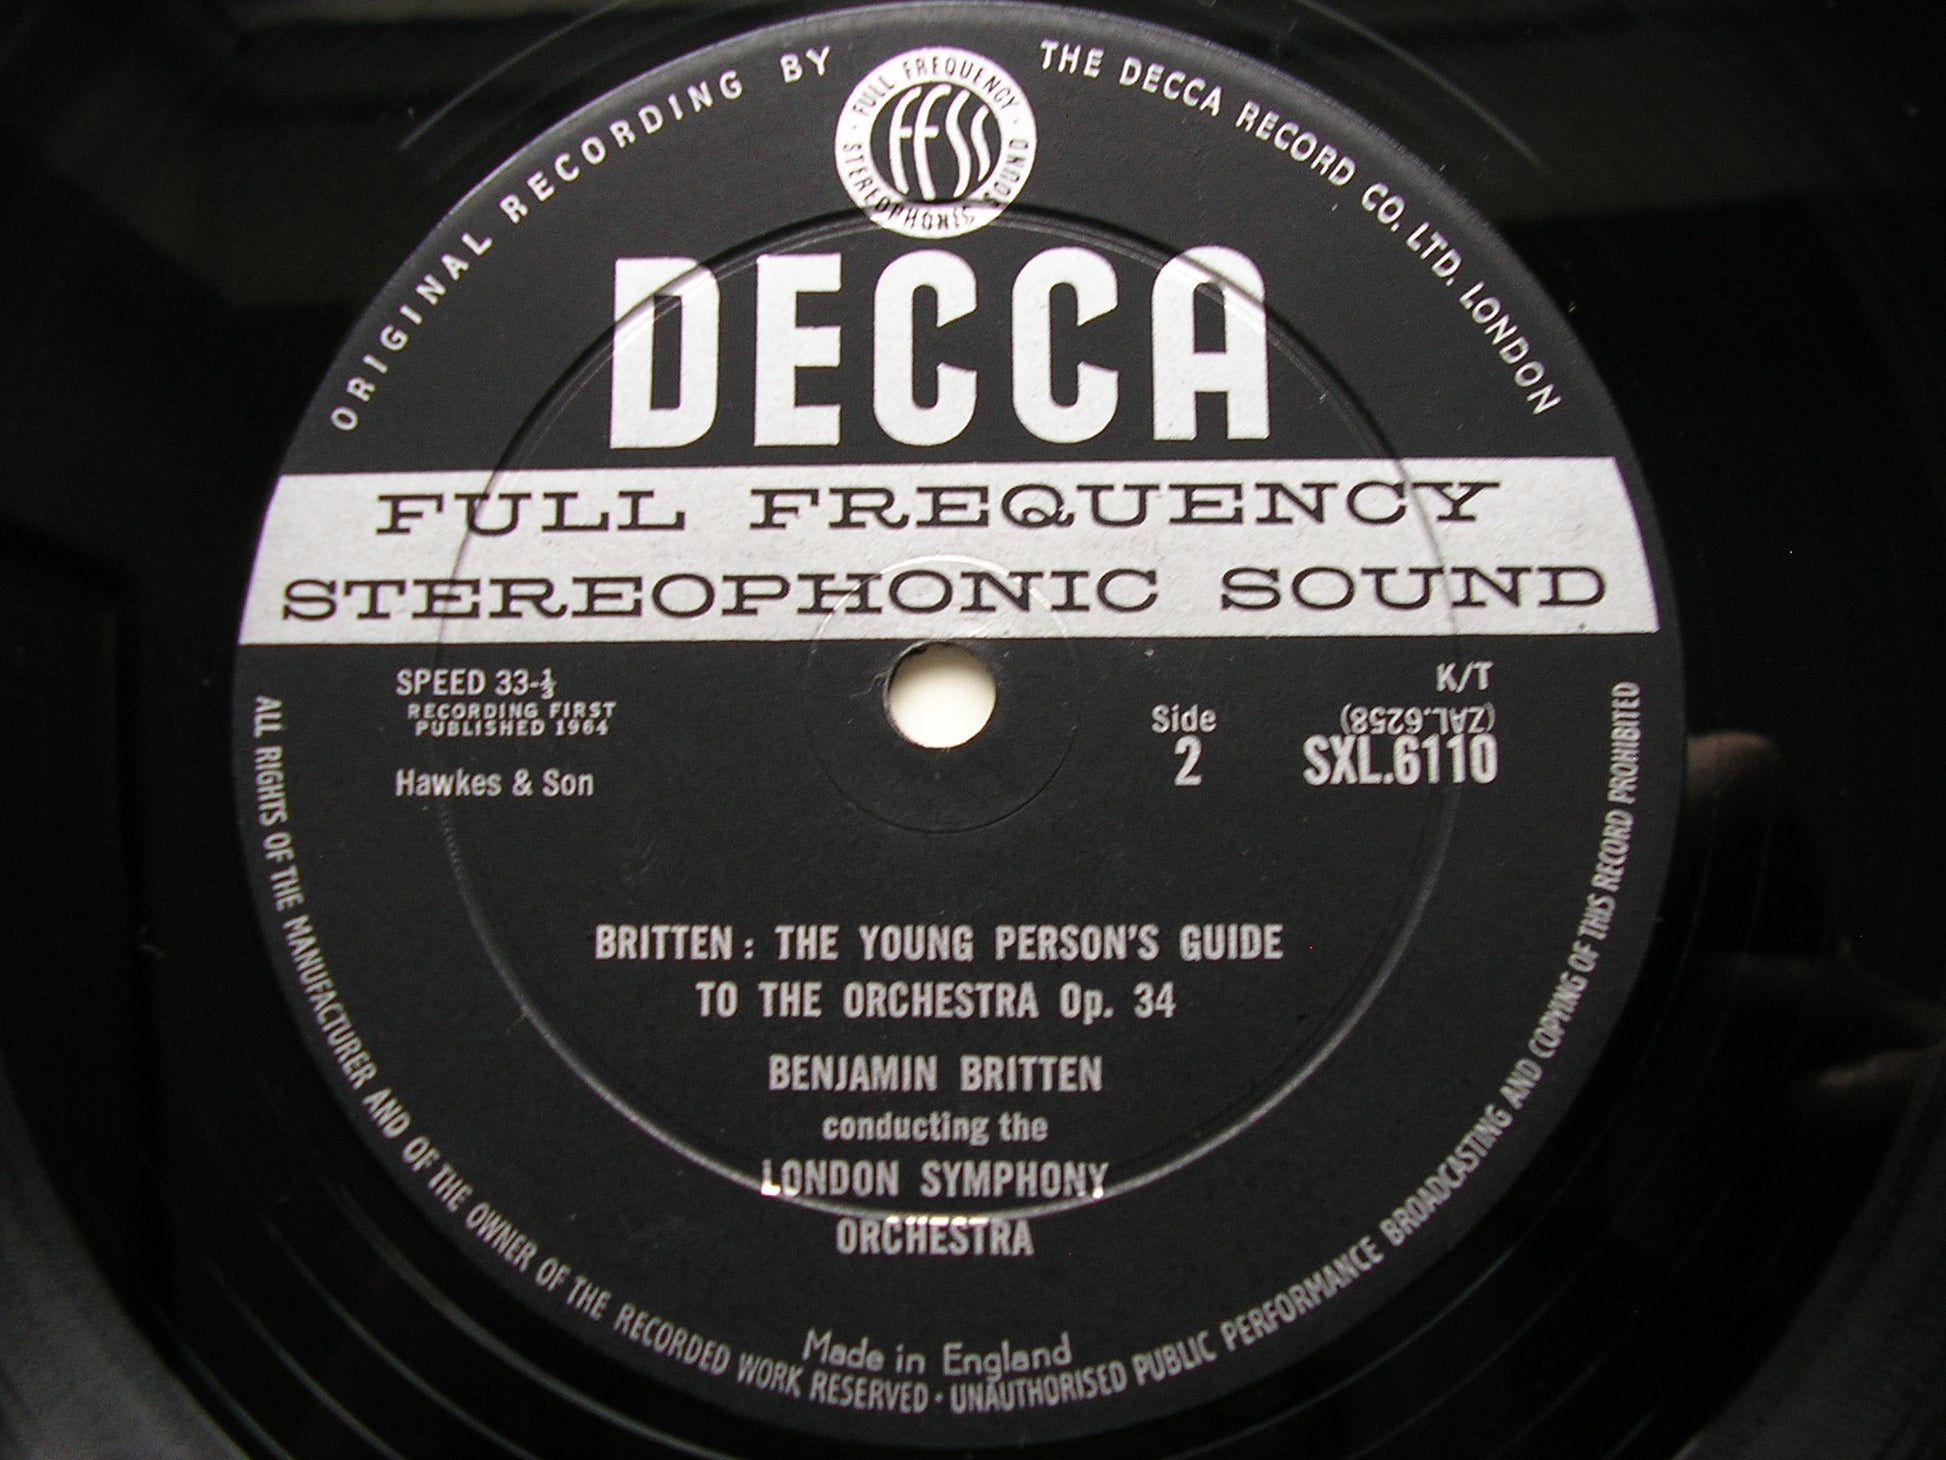 ORIGINAL RECORDING BY THE DECCA RECORD CO. LTD. LONDON
· FULL FREQUENCY · STEREOPHONIC SOUND
FFSS
DECCA
FULL FREQUENCY
STEREOPHONIC SOUND
SPEED 33-⅓
RECORDING FIRST
PUBLISHED 1964
Hawkes & Son
Side
2
K/T
(ZAL.6258)
SXL.6110
BRITTEN : THE YOUNG PERSON'S GUIDE
TO THE ORCHESTRA Op. 34
BENJAMIN BRITTEN
conducting the
LONDON SYMPHONY
ORCHESTRA
Made in England
ALL RIGHTS OF THE MANUFACTURER AND OF THE OWNER OF THE RECORDED WORK RESERVED · UNAUTHORISED PUBLIC PERFORMANCE BROADCASTING AND COPYING OF THIS RECORD PROHIBITED